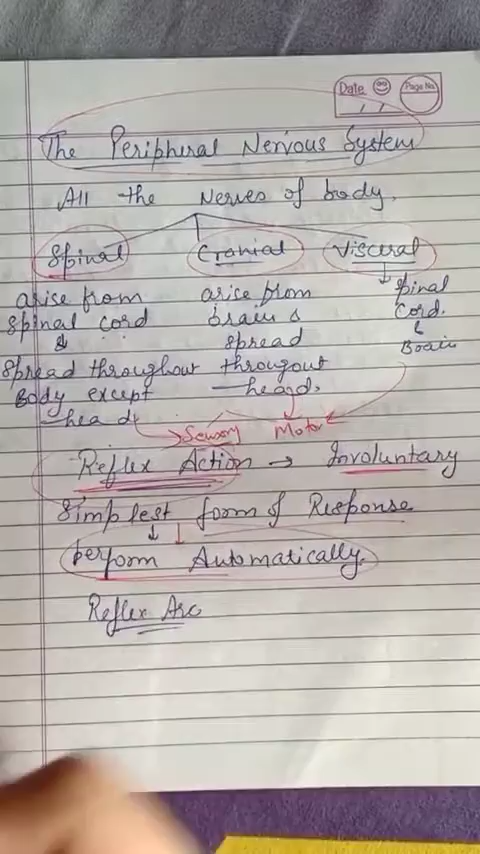 Date
Page No.
The Peripheral Nervous System
All the Nerves of body.
Spinal Cranial Visceral
arise from
spinal cord
&
Spread throughout
Body except
head
arise from
brain &
spread
througout
head.
Spinal
Cord.
&
Brain
Sensory Motor
Reflex Action → Involuntary
Simplest form of Response
perform Automatically.
Reflex Arc